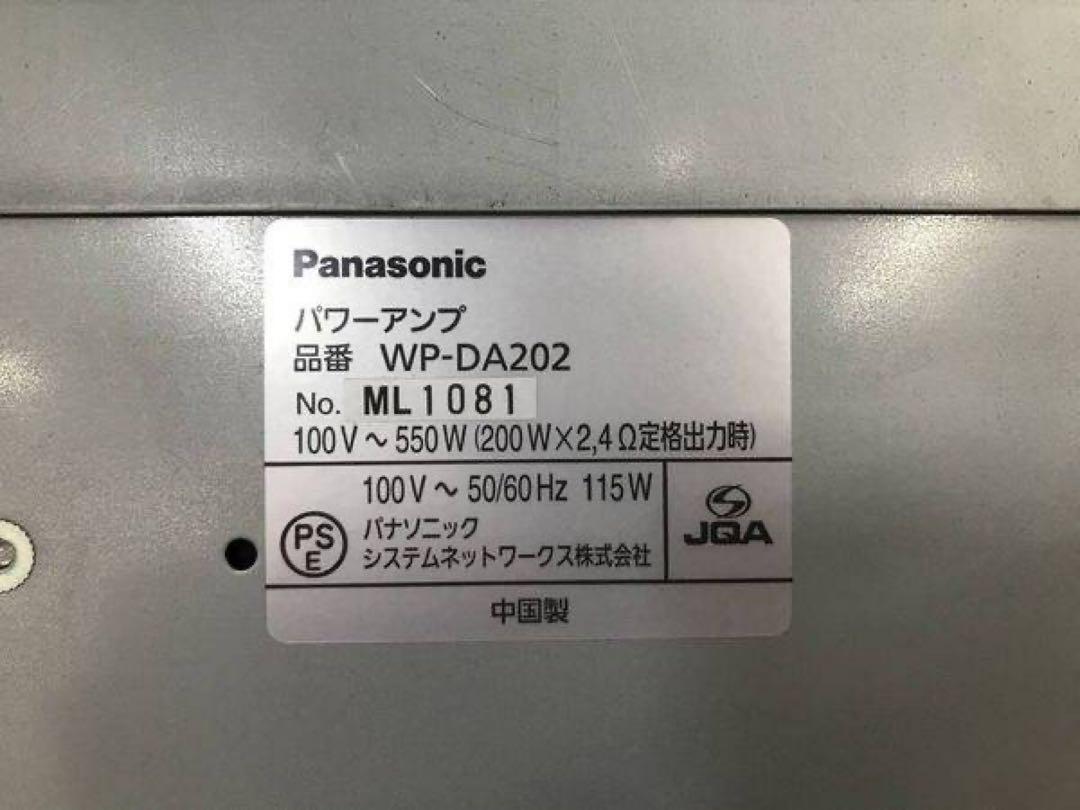 Panasonic
パワーアンプ
品番 WP-DA202
No. ML1081
100V～550W(200W×2,4Ω定格出力時)
100V～ 50/60Hz 115W
PS
E
パナソニック
システムネットワークス株式会社
JQA
中国製